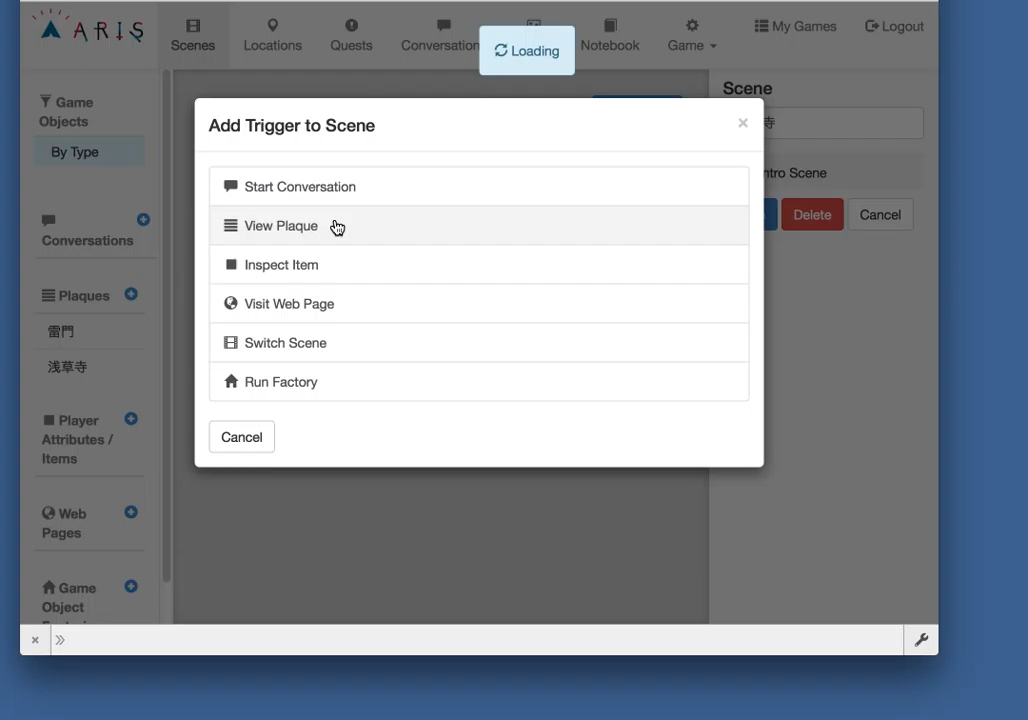 ARIS
Scenes
Locations
Quests
Conversation
Loading
Notebook
Game
My Games
Logout
Game
Objects
By Type
Conversations
Plaques
雷門
浅草寺
Player
Attributes /
Items
Web
Pages
Game
Object
Add Trigger to Scene
×
Start Conversation
View Plaque
Inspect Item
Visit Web Page
Switch Scene
Run Factory
Cancel
Scene
寺
ntro Scene
Delete
Cancel
×